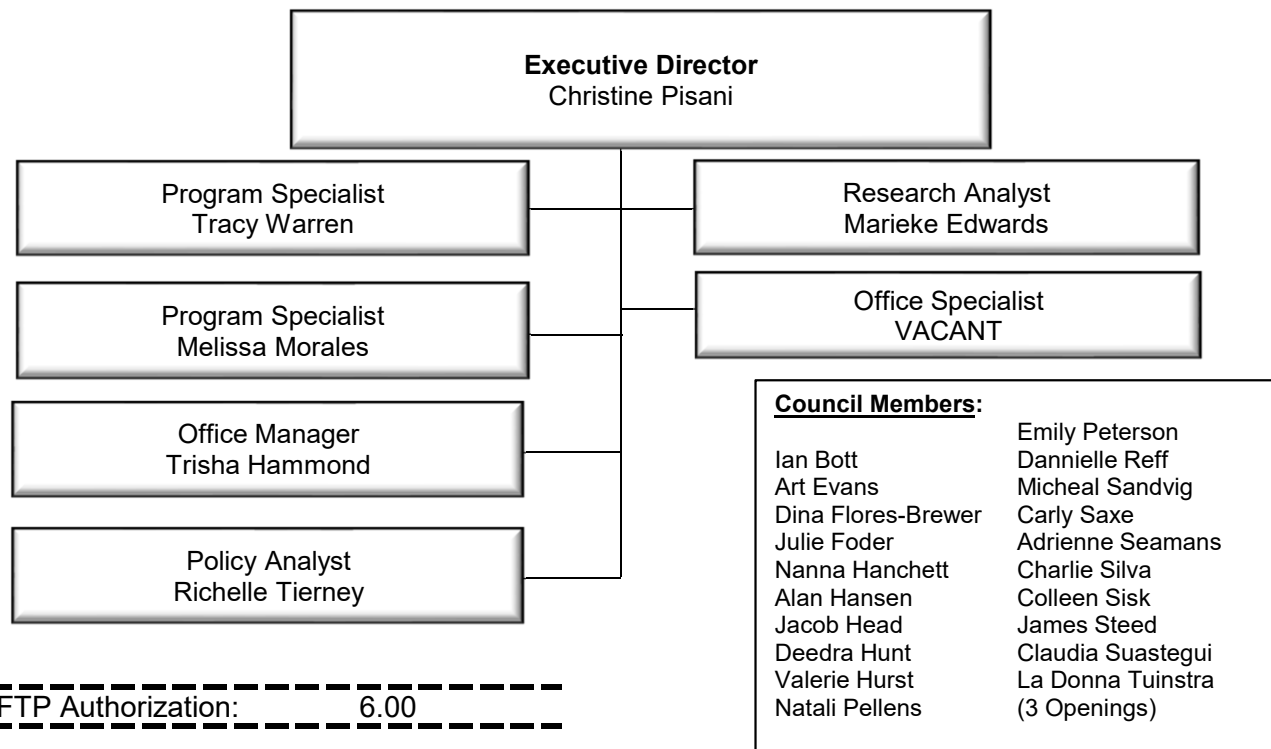 Executive Director
Christine Pisani
Program Specialist
Tracy Warren
Research Analyst
Marieke Edwards
Program Specialist
Melissa Morales
Office Specialist
VACANT
Office Manager
Trisha Hammond
Policy Analyst
Richelle Tierney
FTP Authorization: 6.00
Council Members:
Ian Bott
Art Evans
Dina Flores-Brewer
Julie Foder
Nanna Hanchett
Alan Hansen
Jacob Head
Deedra Hunt
Valerie Hurst
Natali Pellens
Emily Peterson
Dannielle Reff
Micheal Sandvig
Carly Saxe
Adrienne Seamans
Charlie Silva
Colleen Sisk
James Steed
Claudia Suastegui
La Donna Tuinstra
(3 Openings)